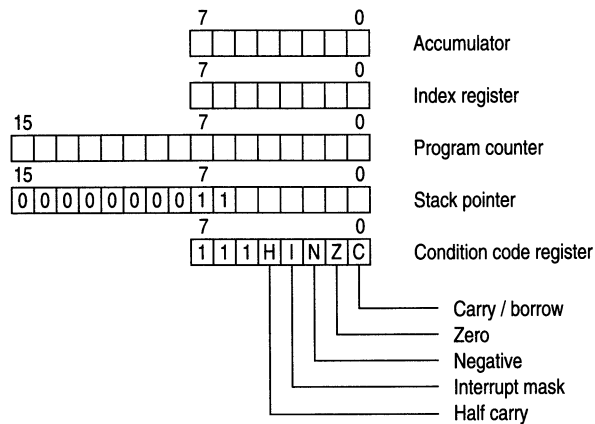 7 0
Accumulator
7 0
Index register
15 7 0
Program counter
15 7 0
0 0 0 0 0 0 0 0 1 1 Stack pointer
7 0
1 1 1 H I N Z C Condition code register
Carry / borrow
Zero
Negative
Interrupt mask
Half carry